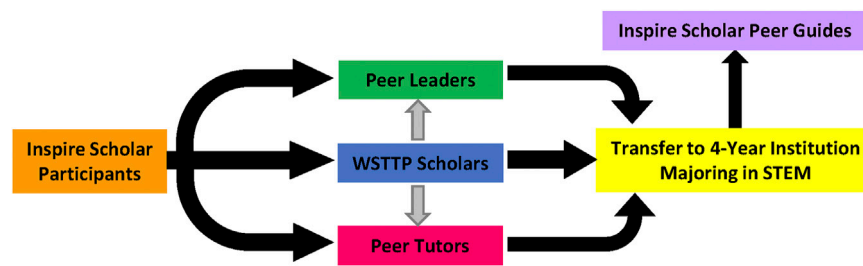 Inspire Scholar Peer Guides
Peer Leaders
Inspire Scholar
Participants
WSTTP Scholars
Transfer to 4-Year Institution
Majoring in STEM
Peer Tutors